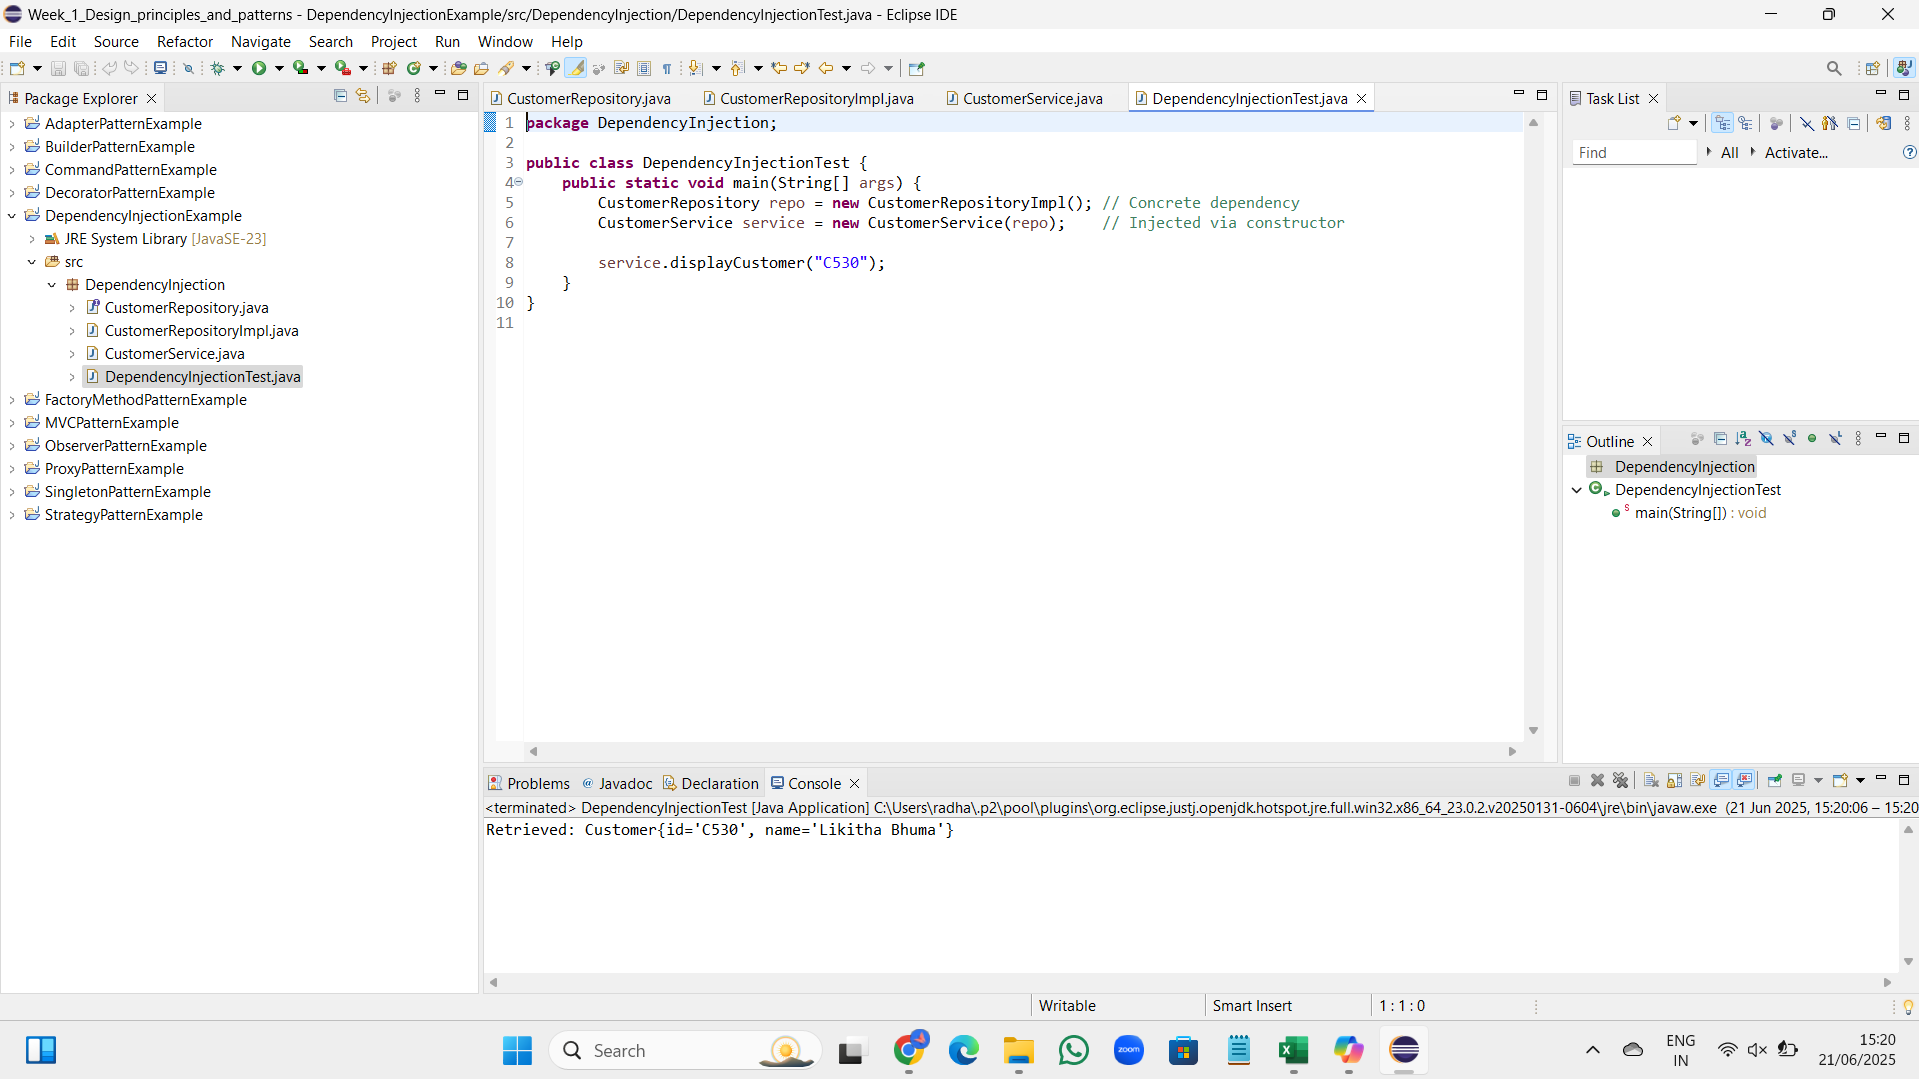 Week_1_Design_principles_and_patterns - DependencyInjectionExample/src/DependencyInjection/DependencyInjectionTest.java - Eclipse IDE
File Edit Source Refactor Navigate Search Project Run Window Help
Package Explorer
AdapterPatternExample
BuilderPatternExample
CommandPatternExample
DecoratorPatternExample
DependencyInjectionExample
JRE System Library [JavaSE-23]
src
DependencyInjection
CustomerRepository.java
CustomerRepositoryImpl.java
CustomerService.java
DependencyInjectionTest.java
FactoryMethodPatternExample
MVCPatternExample
ObserverPatternExample
ProxyPatternExample
SingletonPatternExample
StrategyPatternExample
CustomerRepository.java CustomerRepositoryImpl.java CustomerService.java DependencyInjectionTest.java
1 package DependencyInjection;
2
3 public class DependencyInjectionTest {
4 public static void main(String[] args) {
5 CustomerRepository repo = new CustomerRepositoryImpl(); // Concrete dependency
6 CustomerService service = new CustomerService(repo); // Injected via constructor
7
8 service.displayCustomer("C530");
9 }
10 }
11
Task List
Find All Activate...
Outline
DependencyInjection
DependencyInjectionTest
main(String[]) : void
Problems Javadoc Declaration Console
<terminated> DependencyInjectionTest [Java Application] C:\Users\radha\.p2\pool\plugins\org.eclipse.justj.openjdk.hotspot.jre.full.win32.x86_64_23.0.2.v20250131-0604\jre\bin\javaw.exe (21 Jun 2025, 15:20:06 – 15:20
Retrieved: Customer{id='C530', name='Likitha Bhuma'}
Writable Smart Insert 1 : 1 : 0
Search
zoom
ENG
IN
15:20
21/06/2025